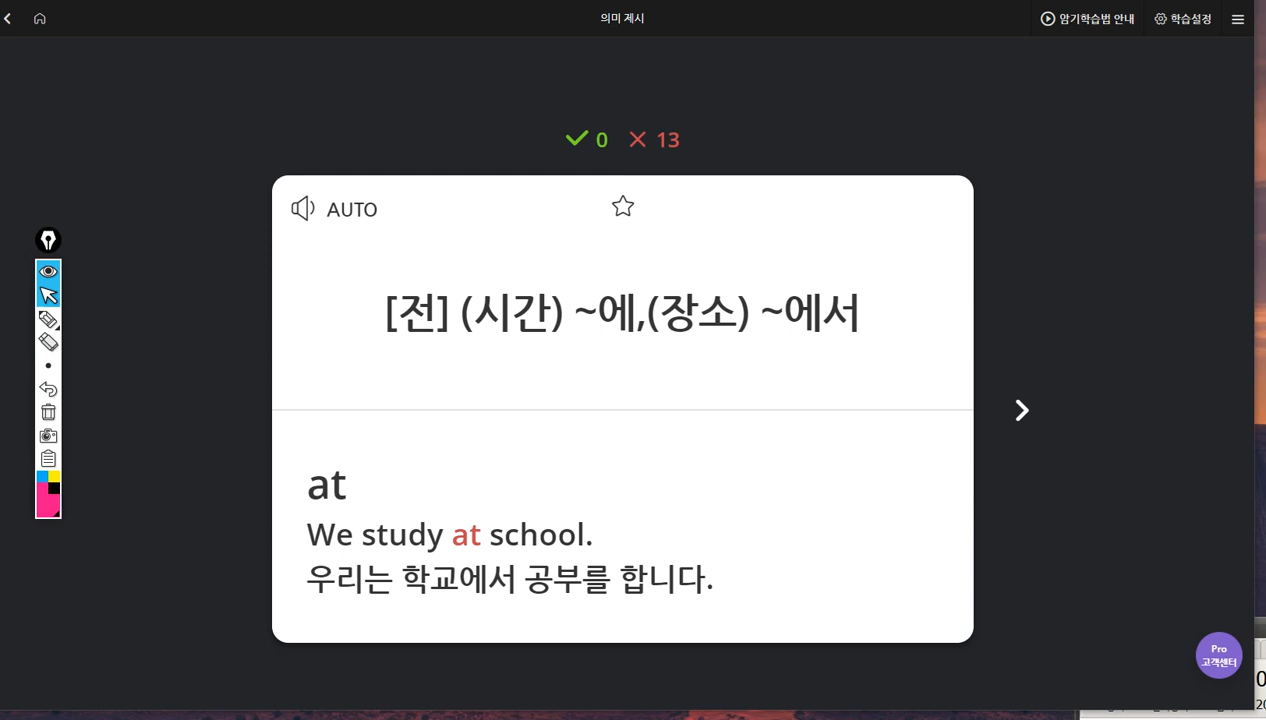 의미 제시
암기학습법 안내
학습설정
0
13
AUTO
[전] (시간) ~에,(장소) ~에서
at
We study at school.
우리는 학교에서 공부를 합니다.
Pro
고객센터